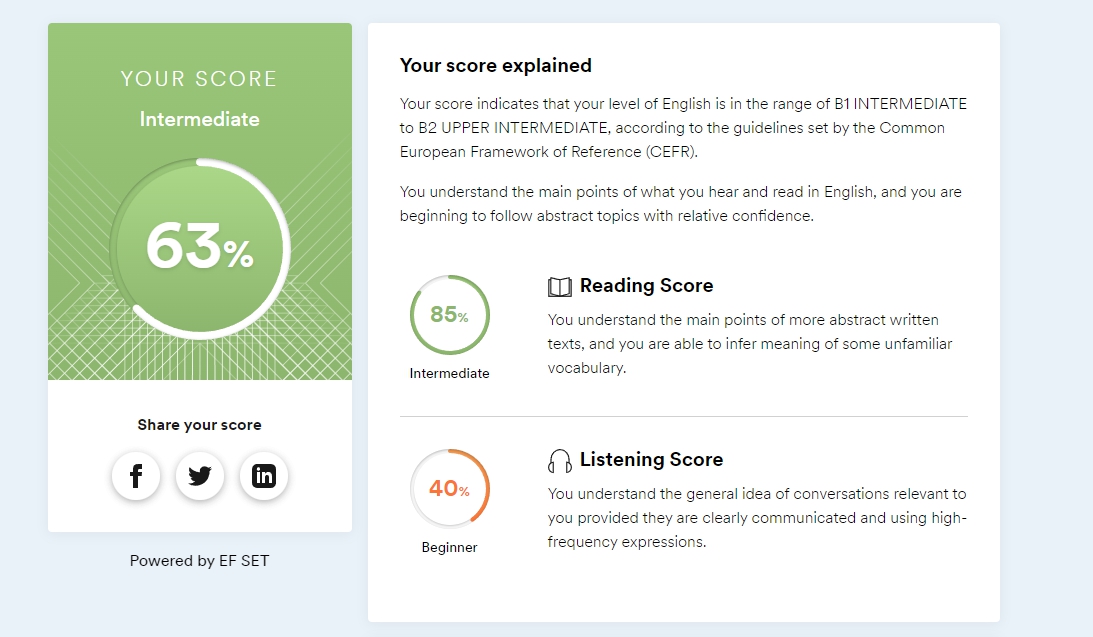 YOUR SCORE
Intermediate
63%
Share your score
Powered by EF SET
Your score explained
Your score indicates that your level of English is in the range of B1 INTERMEDIATE
to B2 UPPER INTERMEDIATE, according to the guidelines set by the Common
European Framework of Reference (CEFR).
You understand the main points of what you hear and read in English, and you are
beginning to follow abstract topics with relative confidence.
85%
Intermediate
Reading Score
You understand the main points of more abstract written
texts, and you are able to infer meaning of some unfamiliar
vocabulary.
40%
Beginner
Listening Score
You understand the general idea of conversations relevant to
you provided they are clearly communicated and using high-
frequency expressions.